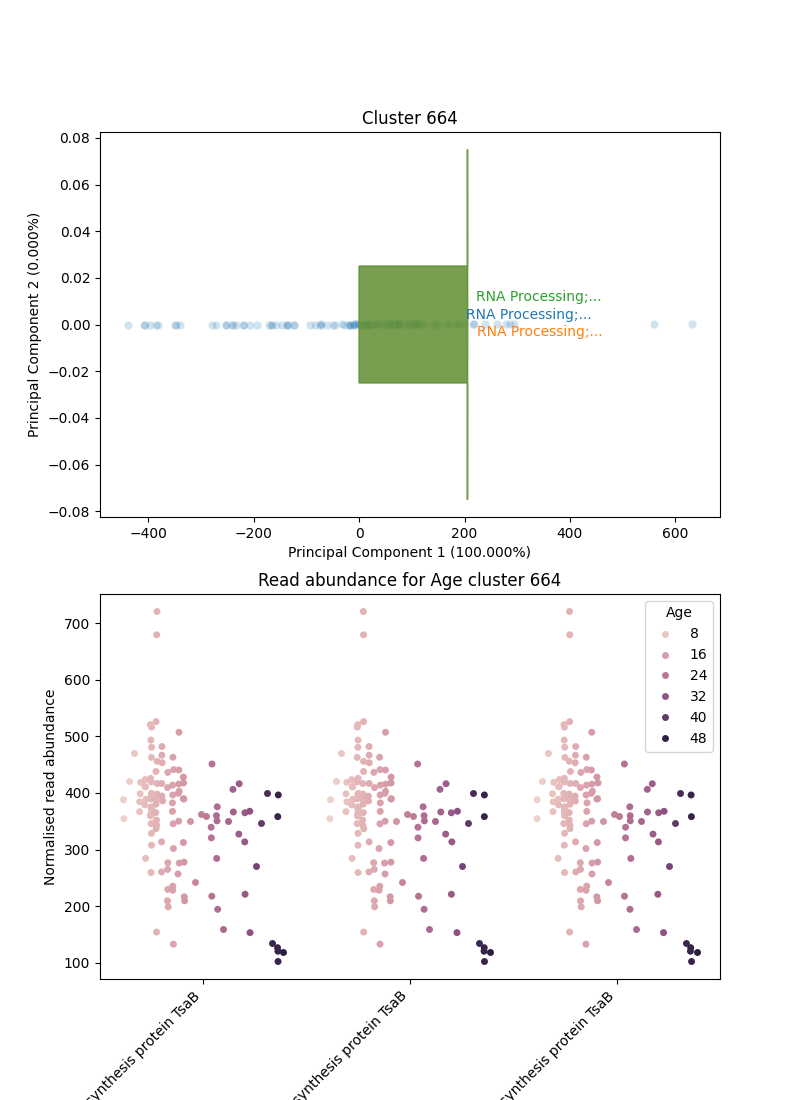 Cluster 664
0.08
0.06
0.04
0.02
0.00
−0.02
−0.04
−0.06
−0.08
Principal Component 2 (0.000%)
RNA Processing;...
RNA Processing;...
RNA Processing;...
−400
−200
0
200
400
600
Principal Component 1 (100.000%)
Read abundance for Age cluster 664
700
600
500
400
300
200
100
Normalised read abundance
Age
8
16
24
32
40
48
synthesis protein TsaB
synthesis protein TsaB
synthesis protein TsaB